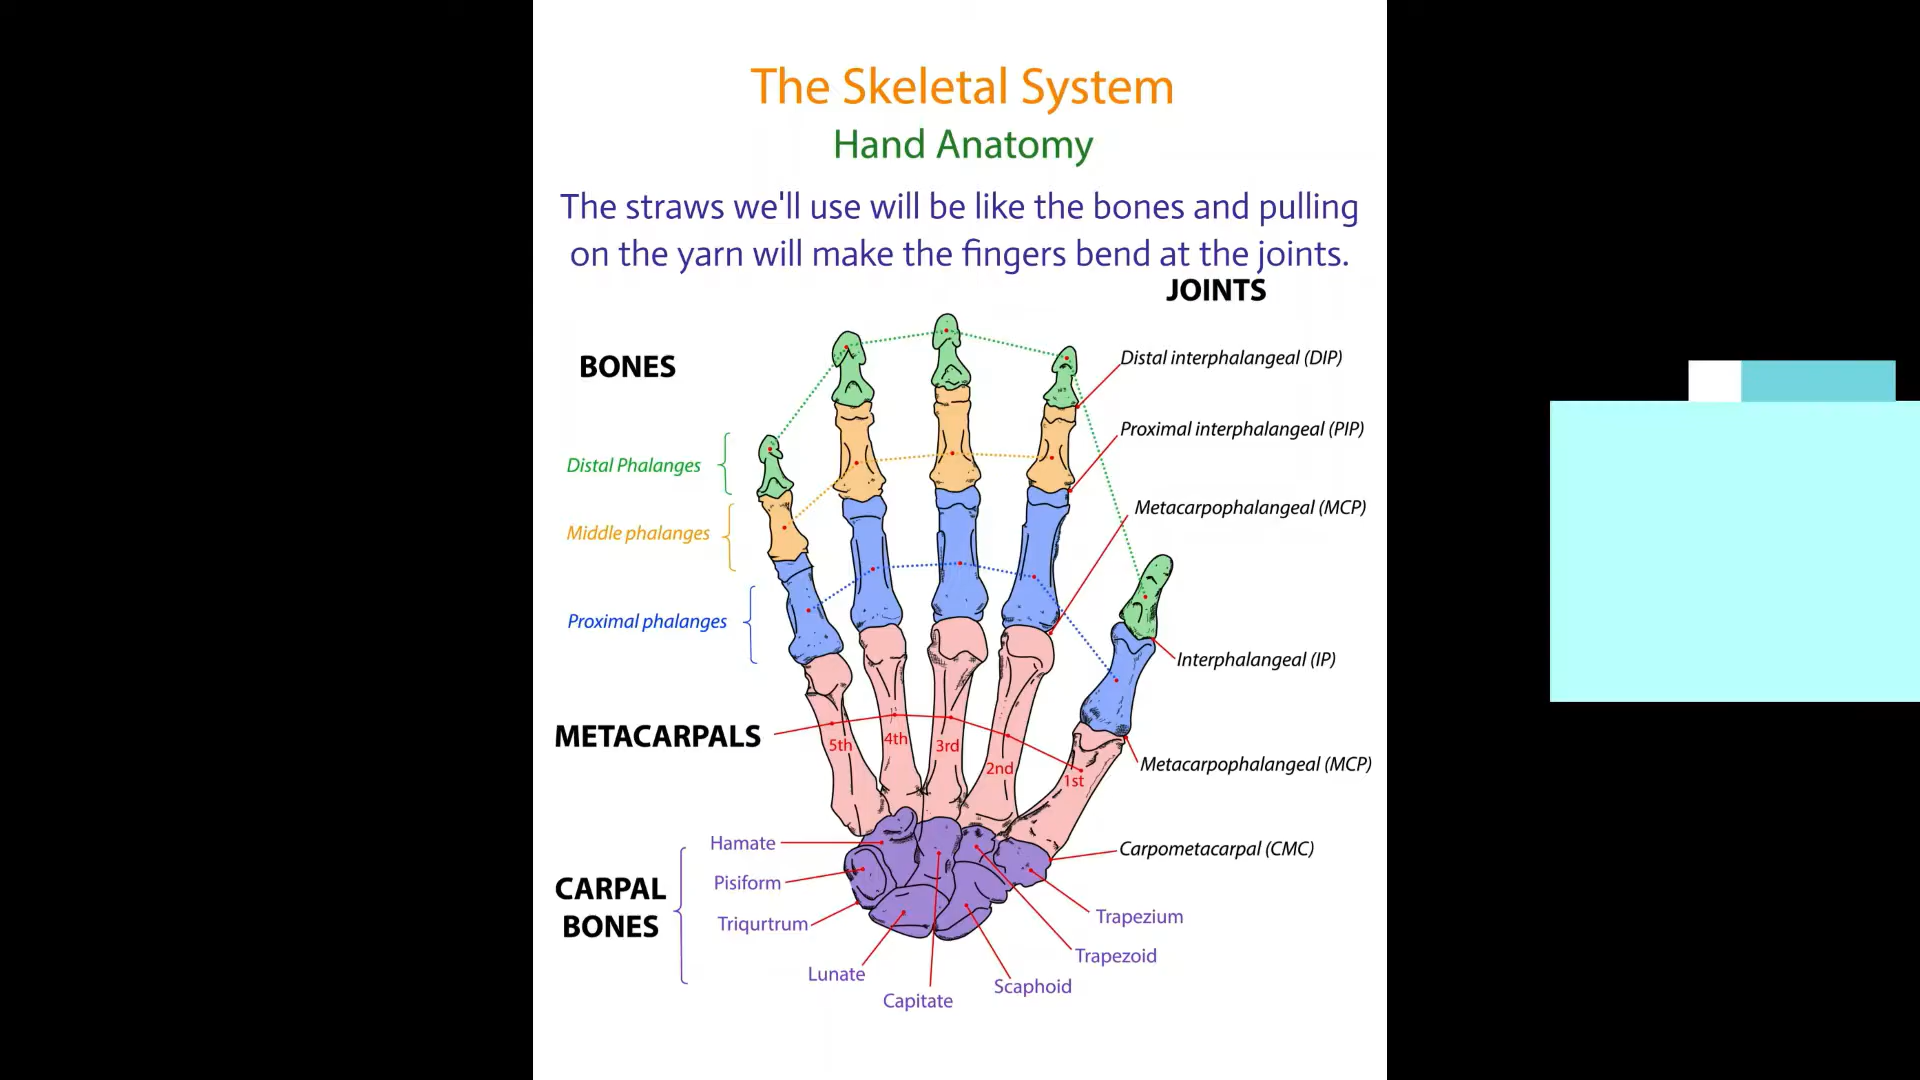 The Skeletal System
Hand Anatomy
The straws we'll use will be like the bones and pulling
on the yarn will make the fingers bend at the joints.
JOINTS
BONES
Distal interphalangeal (DIP)
Proximal interphalangeal (PIP)
Distal Phalanges
Metacarpophalangeal (MCP)
Middle phalanges
Proximal phalanges
Interphalangeal (IP)
METACARPALS
5th
4th
3rd
2nd
1st
Metacarpophalangeal (MCP)
Hamate
Carpometacarpal (CMC)
CARPAL
BONES
Pisiform
Triqurtrum
Trapezium
Trapezoid
Lunate
Scaphoid
Capitate